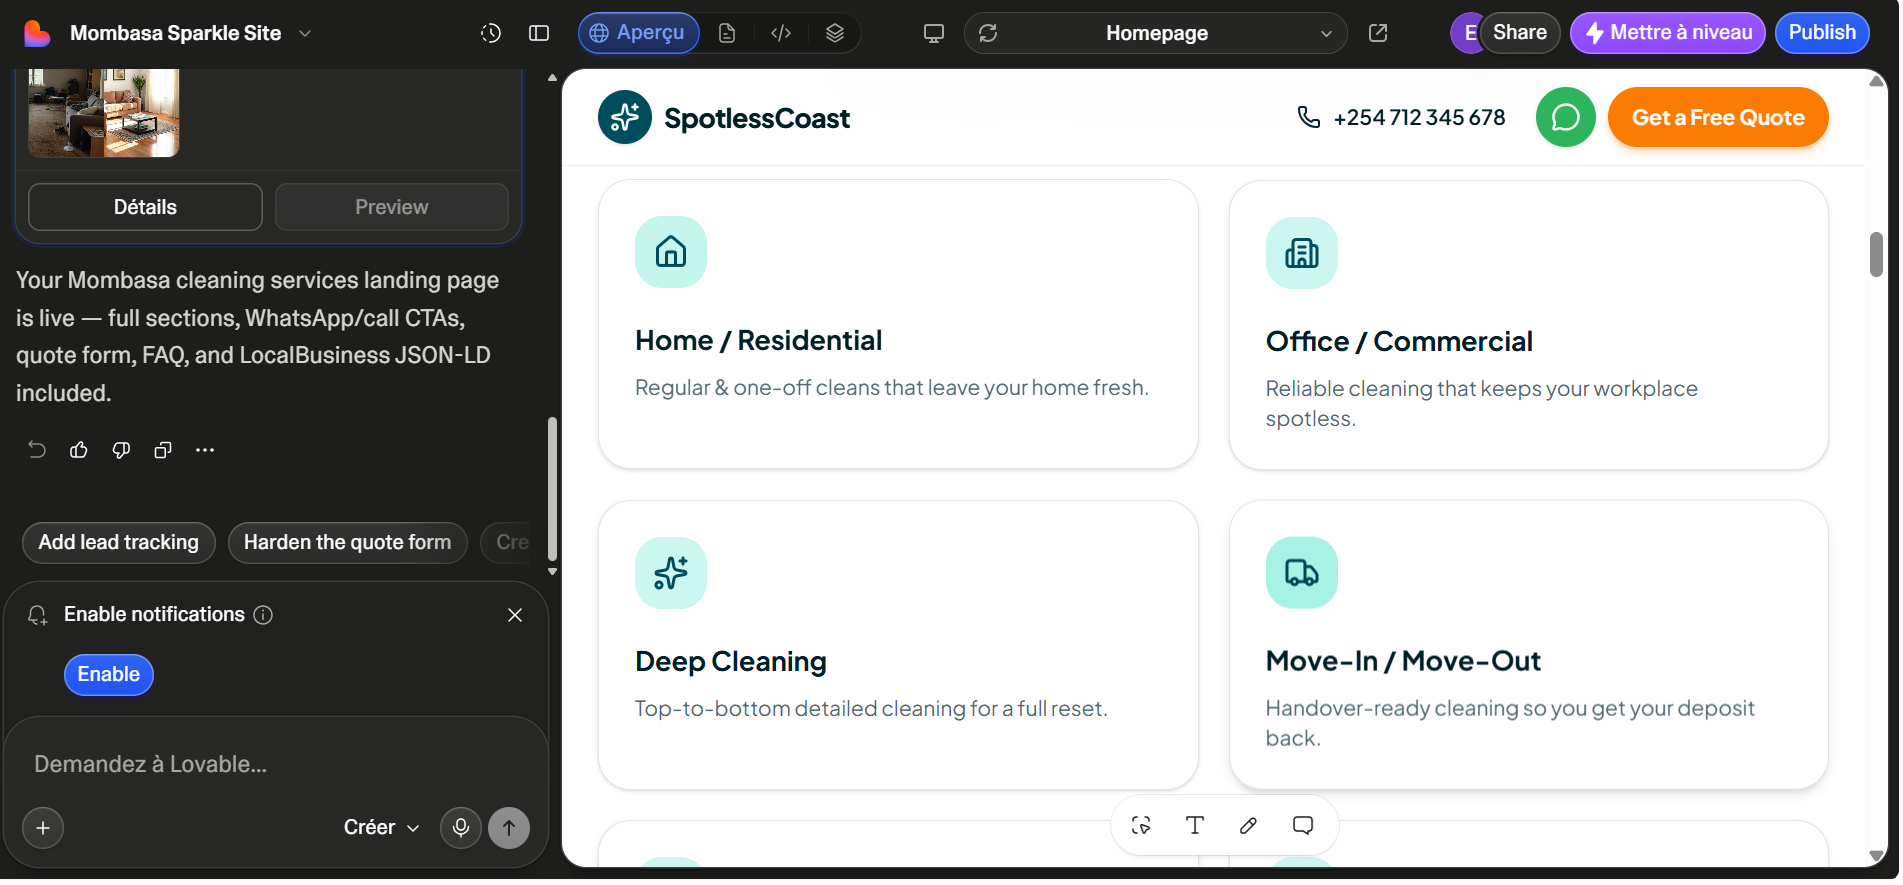 Mombasa Sparkle Site
Aperçu
Homepage
E
Share
Mettre à niveau
Publish
Détails
Preview
Your Mombasa cleaning services landing page
is live — full sections, WhatsApp/call CTAs,
quote form, FAQ, and LocalBusiness JSON-LD
included.
Add lead tracking
Harden the quote form
Cre
Enable notifications
Enable
Demandez à Lovable...
Créer
SpotlessCoast
+254 712 345 678
Get a Free Quote
Home / Residential
Regular & one-off cleans that leave your home fresh.
Office / Commercial
Reliable cleaning that keeps your workplace
spotless.
Deep Cleaning
Top-to-bottom detailed cleaning for a full reset.
Move-In / Move-Out
Handover-ready cleaning so you get your deposit
back.